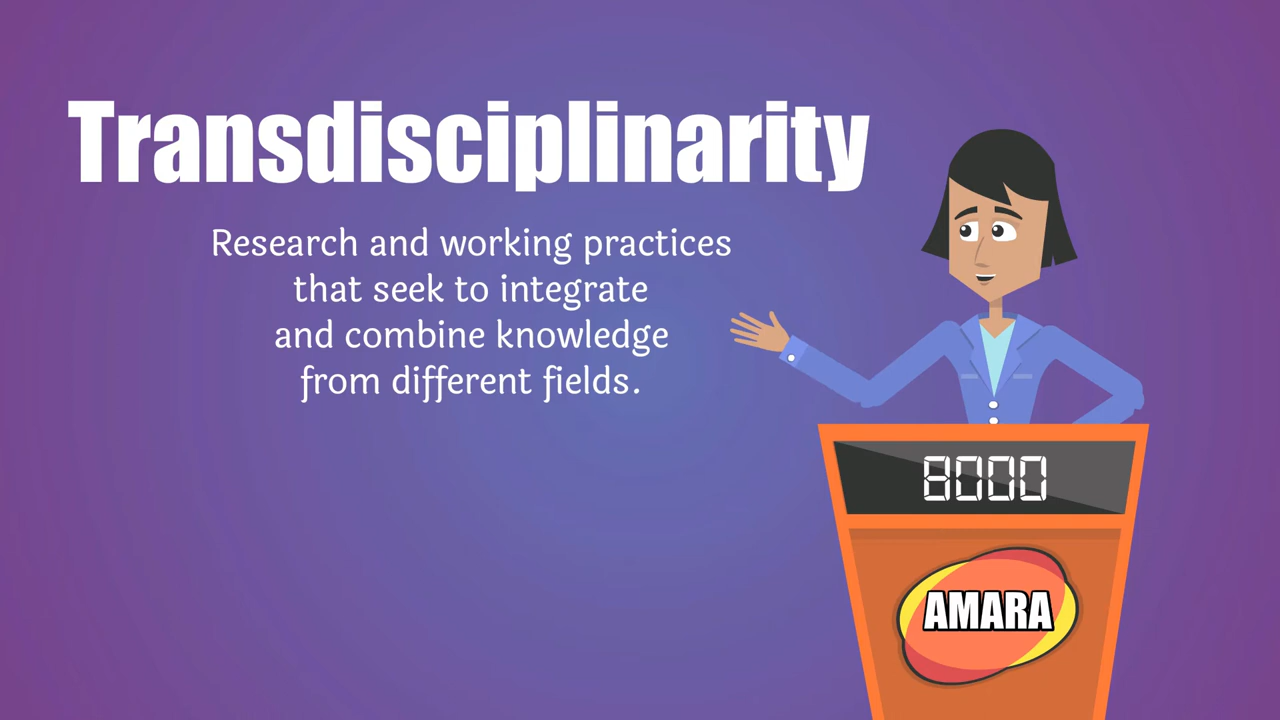 Transdisciplinarity
Research and working practices
that seek to integrate
and combine knowledge
from different fields.
8000
AMARA